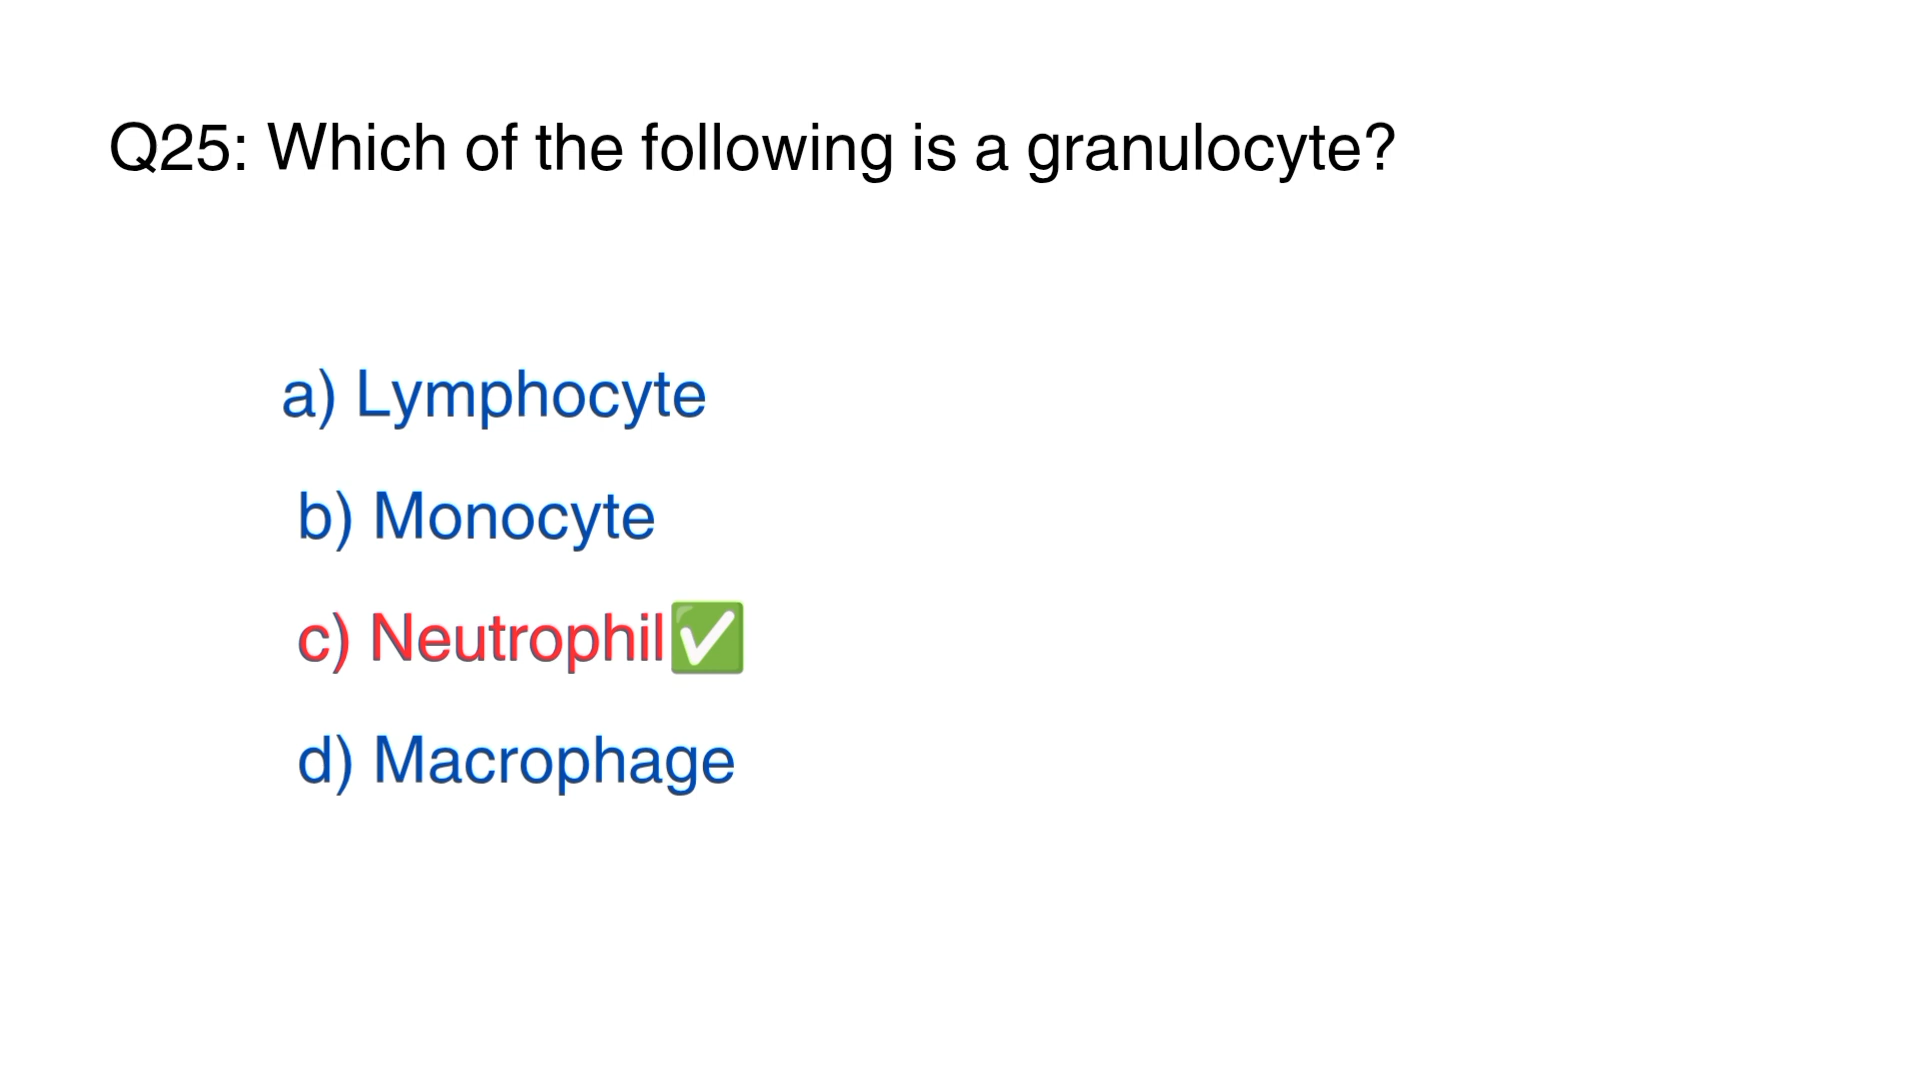 Q25: Which of the following is a granulocyte?
a) Lymphocyte
b) Monocyte
c) Neutrophil✅
d) Macrophage